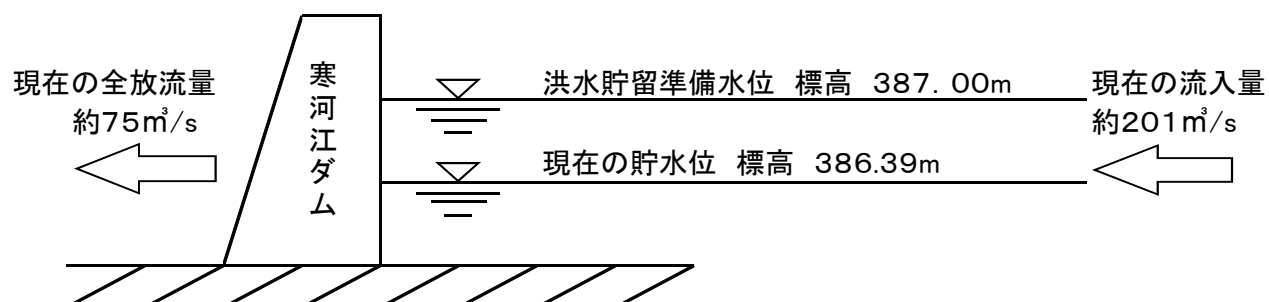 現在の全放流量
約75㎥/s
寒河江ダム
洪水貯留準備水位 標高 387. 00m
現在の貯水位 標高 386.39m
現在の流入量
約201㎥/s